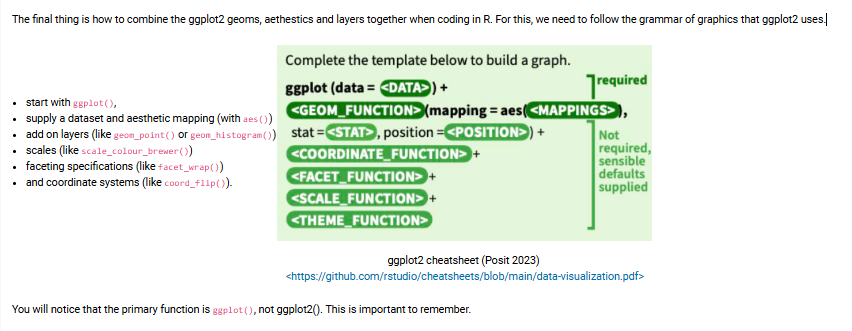 The final thing is how to combine the ggplot2 geoms, aethestics and layers together when coding in R. For this, we need to follow the grammar of graphics that ggplot2 uses.
• start with ggplot(),
• supply a dataset and aesthetic mapping (with aes())
• add on layers (like geom_point() or geom_histogram())
• scales (like scale_colour_brewer())
• faceting specifications (like facet_wrap())
• and coordinate systems (like coord_flip()).
Complete the template below to build a graph.
ggplot (data = <DATA>) +
<GEOM_FUNCTION>(mapping = aes(<MAPPINGS>),
stat = <STAT>, position = <POSITION>) +
<COORDINATE_FUNCTION> +
<FACET_FUNCTION> +
<SCALE_FUNCTION> +
<THEME_FUNCTION>
required
Not
required,
sensible
defaults
supplied
ggplot2 cheatsheet (Posit 2023)
<https://github.com/rstudio/cheatsheets/blob/main/data-visualization.pdf>
You will notice that the primary function is ggplot(), not ggplot2(). This is important to remember.